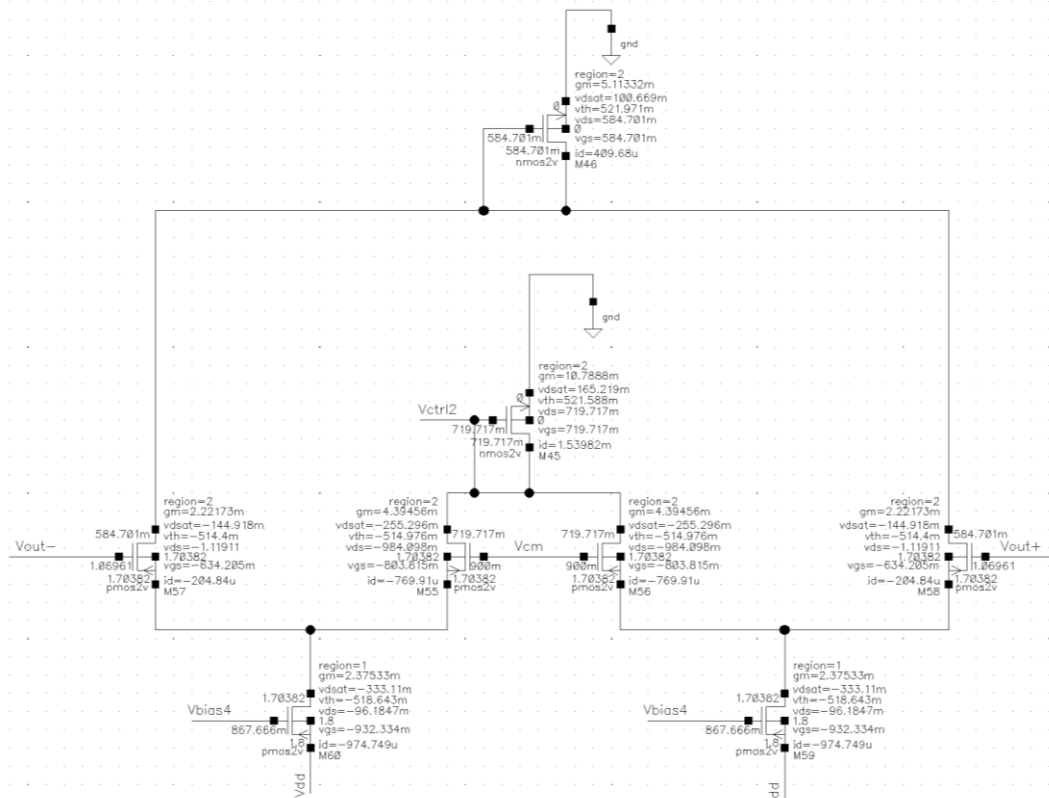 gnd
region=2
gm=5.11332m
vdsat=100.669m
0
vth=521.971m
vds=584.701m
0
584.701m
vgs=584.701m
584.701m
id=409.68u
nmos2v
M46
gnd
region=2
gm=10.7888m
vdsat=165.219m
0
vth=521.588m
Vctrl2
vds=719.717m
0
719.717m
vgs=719.717m
719.717m
id=1.53982m
nmos2v
M45
region=2
gm=2.22173m
vdsat=-144.918m
584.701m
vth=-514.4m
vds=-1.11911
Vout-
1.70382
1.06961
vgs=-634.205m
1.70382
id=-204.84u
pmos2v
M57
region=2
gm=4.39456m
vdsat=-255.296m
719.717m
vth=-514.976m
vds=-984.098m
1.70382
vgs=-803.815m
900m
id=-769.91u
1.70382
pmos2v
M55
Vcm
region=2
gm=4.39456m
vdsat=-255.296m
719.717m
vth=-514.976m
vds=-984.098m
1.70382
900m
vgs=-803.815m
1.70382
id=-769.91u
pmos2v
M56
region=2
gm=2.22173m
vdsat=-144.918m
584.701m
vth=-514.4m
vds=-1.11911
Vout+
1.70382
vgs=-634.205m
1.06961
id=-204.84u
1.70382
pmos2v
M58
region=1
gm=2.37533m
vdsat=-333.11m
1.70382
vth=-518.643m
Vbias4
vds=-96.1847m
1.8
867.666m
vgs=-932.334m
1.8
id=-974.749u
pmos2v
M60
Vdd
region=1
gm=2.37533m
vdsat=-333.11m
1.70382
vth=-518.643m
Vbias4
vds=-96.1847m
1.8
867.666m
vgs=-932.334m
1.8
id=-974.749u
pmos2v
M59
dd